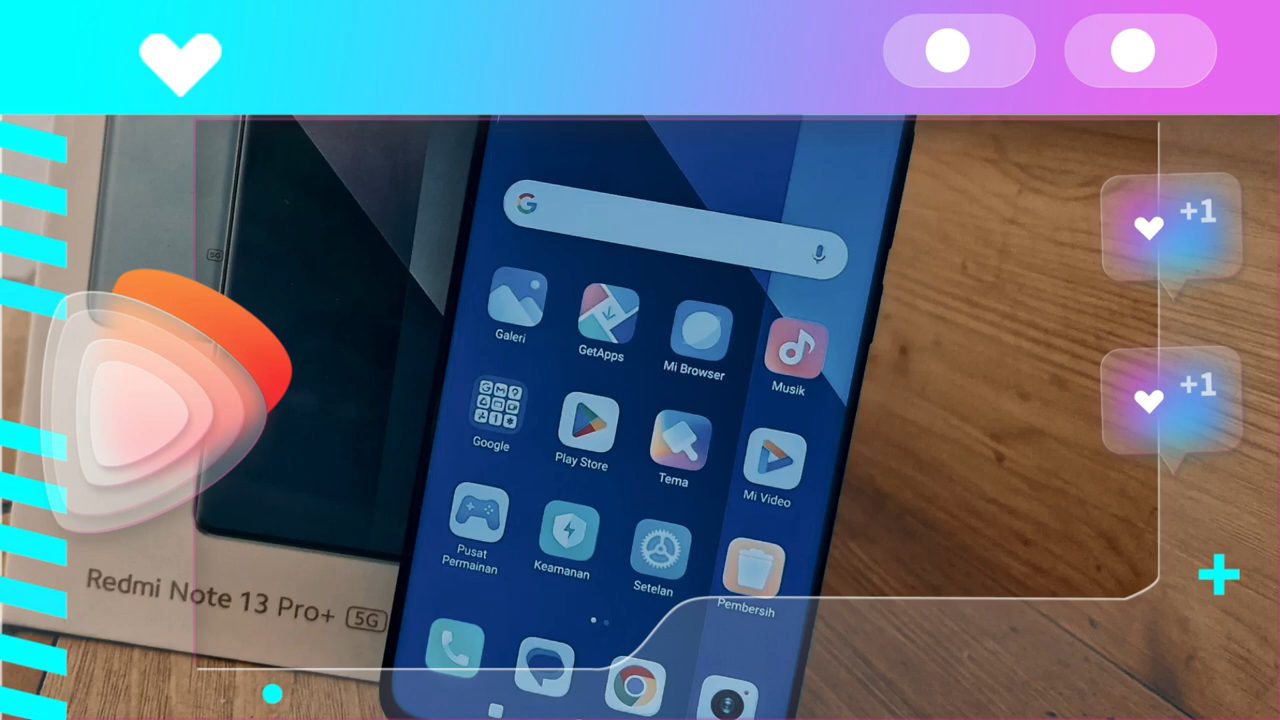 +1
+1
5G
G
Galeri
GetApps
Mi Browser
Musik
Google
Play Store
Tema
Mi Video
Pusat
Permainan
Keamanan
Setelan
Pembersih
Redmi Note 13 Pro+ 5G